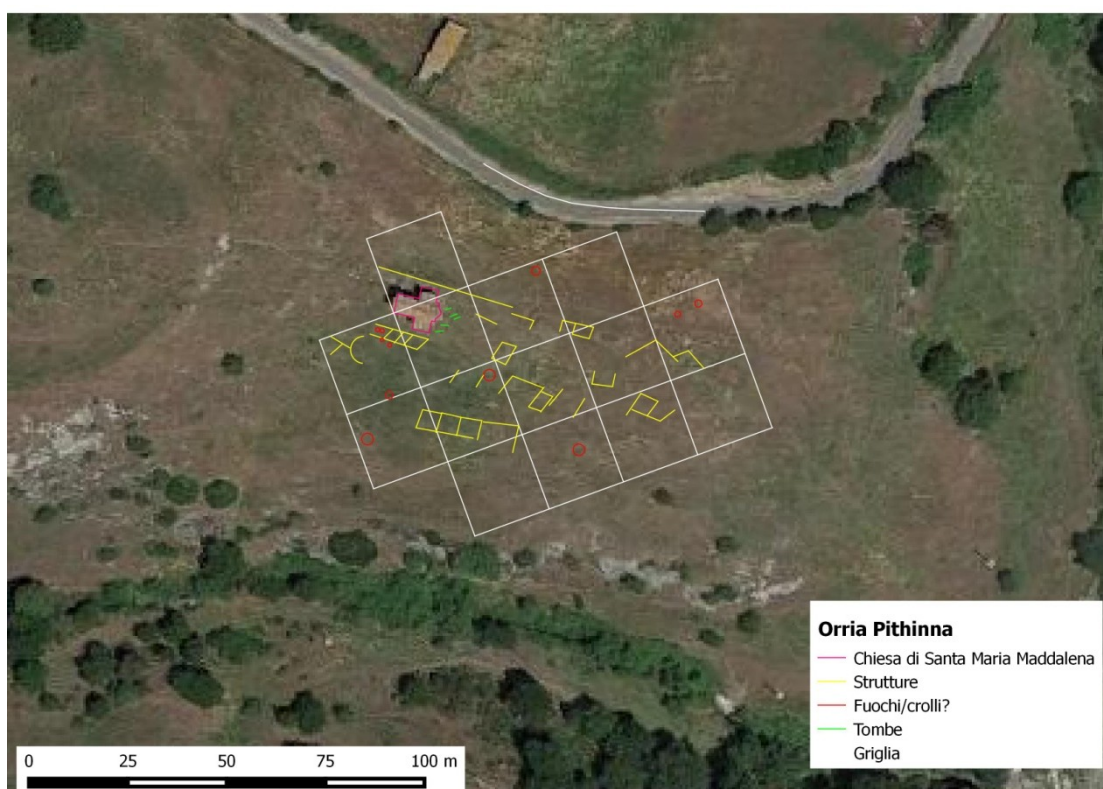 Orria Pithinna
Chiesa di Santa Maria Maddalena
Strutture
Fuochi/crolli?
Tombe
Griglia
0 25 50 75 100 m